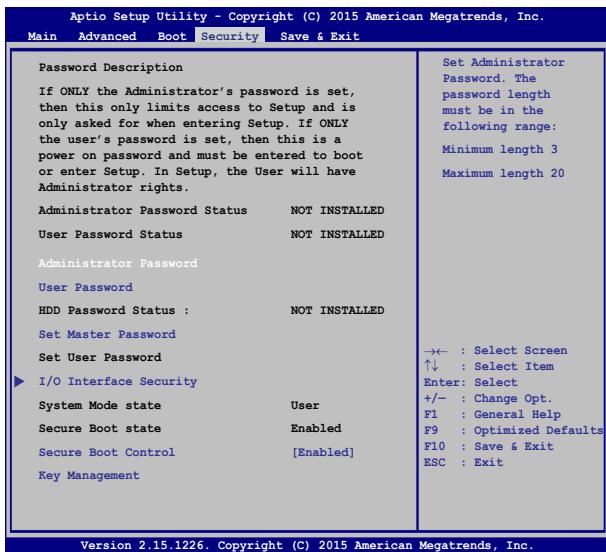 Aptio Setup Utility - Copyright (C) 2015 American Megatrends, Inc.
Main Advanced Boot Security Save & Exit
Password Description
If ONLY the Administrator's password is set,
then this only limits access to Setup and is
only asked for when entering Setup. If ONLY
the user's password is set, then this is a
power on password and must be entered to boot
or enter Setup. In Setup, the User will have
Administrator rights.
Administrator Password Status NOT INSTALLED
User Password Status NOT INSTALLED
Administrator Password
User Password
HDD Password Status : NOT INSTALLED
Set Master Password
Set User Password
I/O Interface Security
System Mode state User
Secure Boot state Enabled
Secure Boot Control [Enabled]
Key Management
Set Administrator
Password. The
password length
must be in the
following range:
Minimum length 3
Maximum length 20
→← : Select Screen
↑↓ : Select Item
Enter: Select
+/— : Change Opt.
F1 : General Help
F9 : Optimized Defaults
F10 : Save & Exit
ESC : Exit
Version 2.15.1226. Copyright (C) 2015 American Megatrends, Inc.